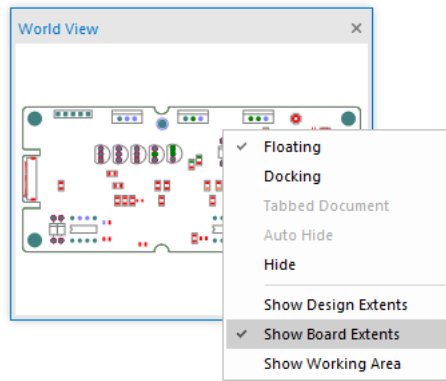 World View
Floating
Docking
Tabbed Document
Auto Hide
Hide
Show Design Extents
Show Board Extents
Show Working Area